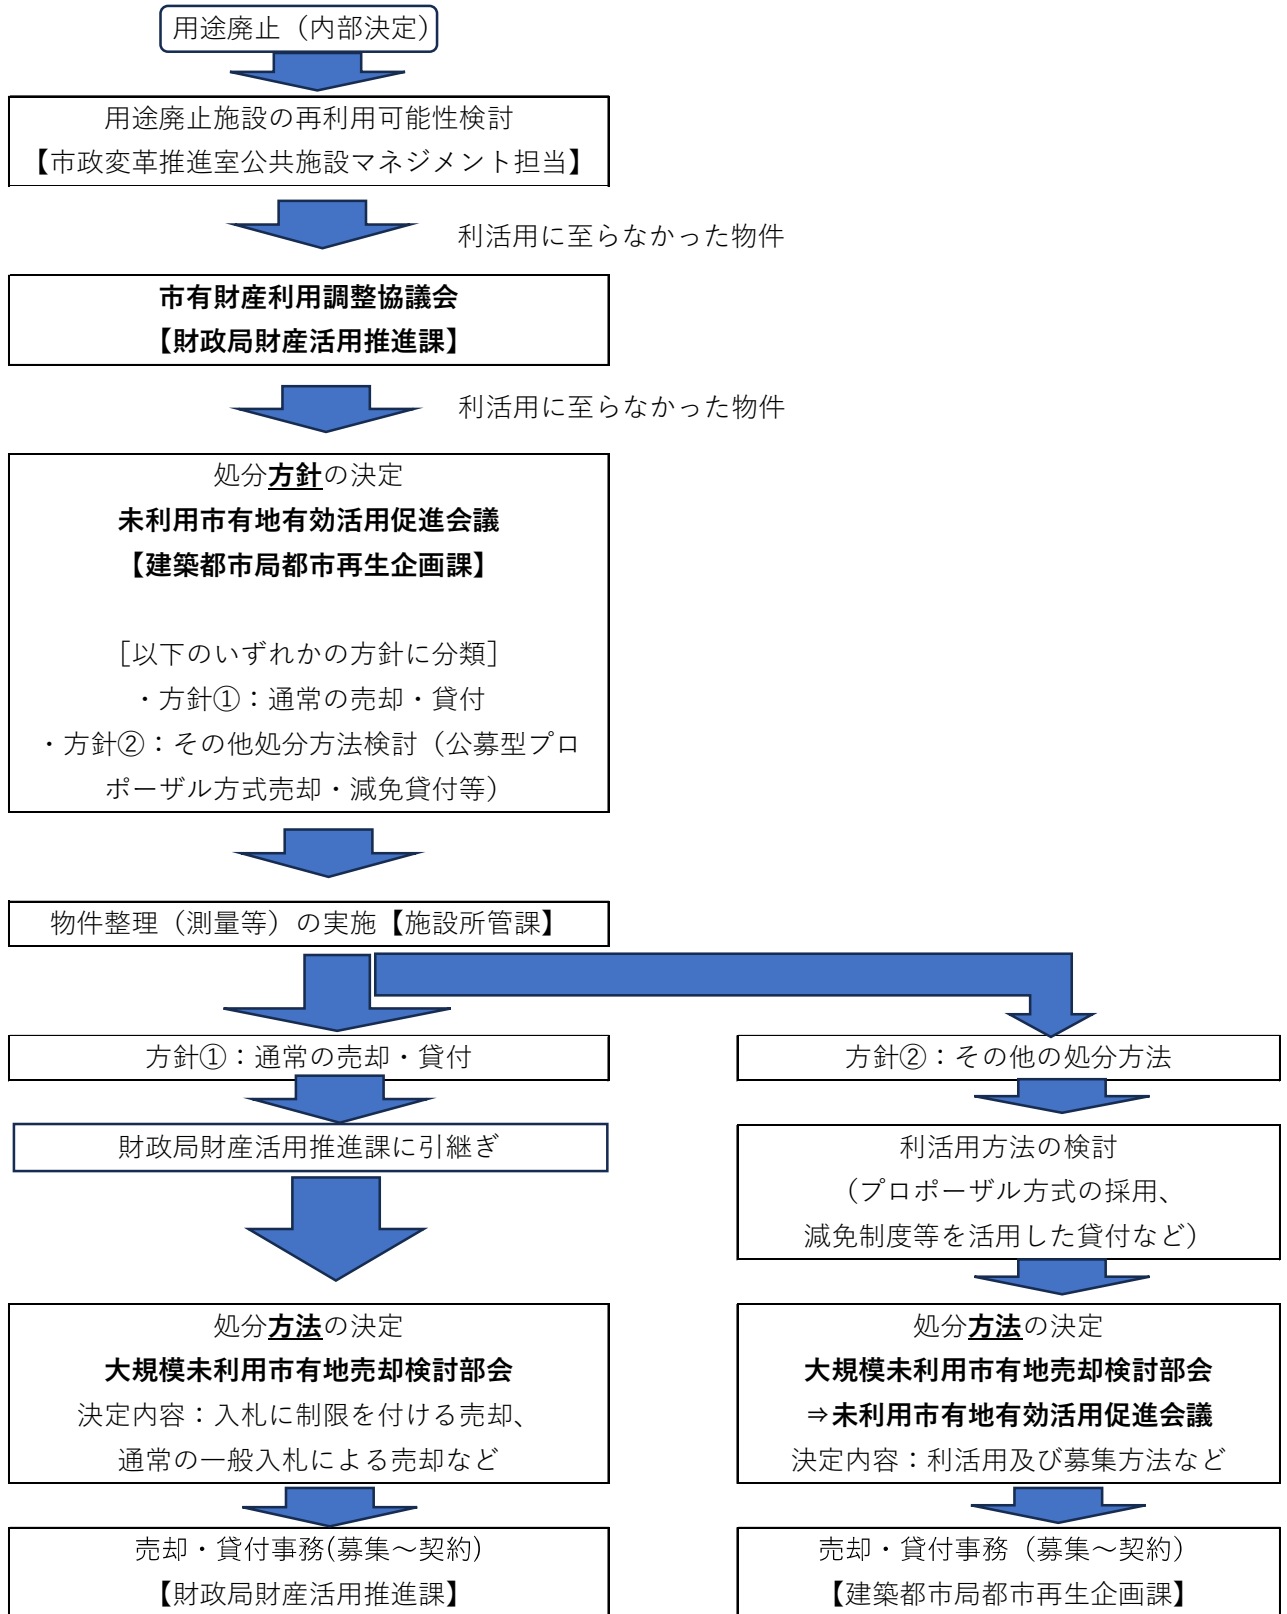 用途廃止（内部決定）
用途廃止施設の再利用可能性検討
【市政変革推進室公共施設マネジメント担当】
利活用に至らなかった物件
市有財産利用調整協議会
【財政局財産活用推進課】
利活用に至らなかった物件
処分方針の決定
未利用市有地有効活用促進会議
【建築都市局都市再生企画課】
［以下のいずれかの方針に分類］
・方針①：通常の売却・貸付
・方針②：その他処分方法検討（公募型プロ
ポーザル方式売却・減免貸付等）
物件整理（測量等）の実施【施設所管課】
方針①：通常の売却・貸付
財政局財産活用推進課に引継ぎ
処分方法の決定
大規模未利用市有地売却検討部会
決定内容：入札に制限を付ける売却、
通常の一般入札による売却など
売却・貸付事務(募集～契約)
【財政局財産活用推進課】
方針②：その他の処分方法
利活用方法の検討
（プロポーザル方式の採用、
減免制度等を活用した貸付など）
処分方法の決定
大規模未利用市有地売却検討部会
⇒未利用市有地有効活用促進会議
決定内容：利活用及び募集方法など
売却・貸付事務（募集～契約）
【建築都市局都市再生企画課】